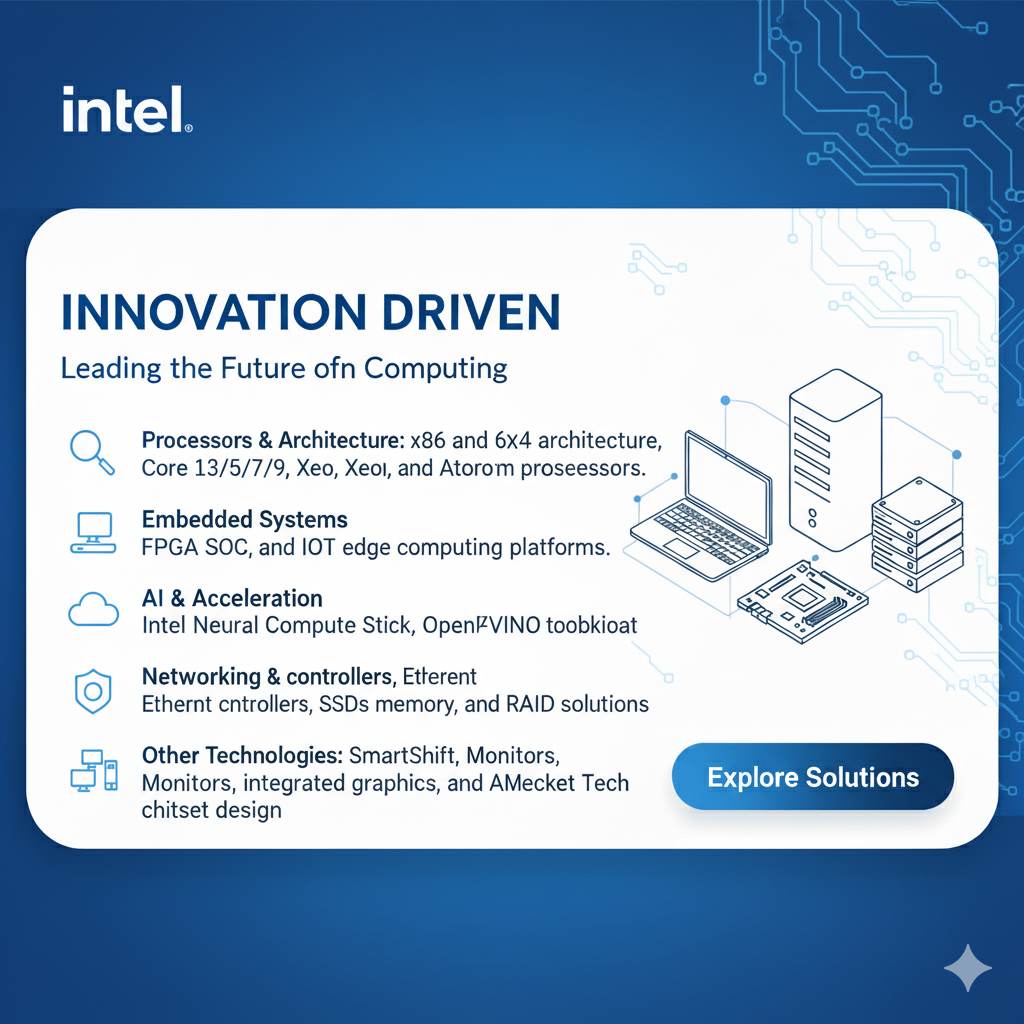 intel®
INNOVATION DRIVEN
Leading the Future ofn Computing
Processors & Architecture: x86 and 6x4 architecture,
Core 13/5/7/9, Xeo, Xeoı, and Atorom proseessors.
Embedded Systems
FPGA SOC, and IOT edge computing platforms.
AI & Acceleration
Intel Neural Compute Stick, toobkioat
Networking & controllers, Etferent
Ethernt cntrollers, SSDs memory, and RAID solutions
Other Technologies: SmartShift, Monitors,
Monitors, integrated graphics, and AMecket Tech
chitset design
Explore Solutions